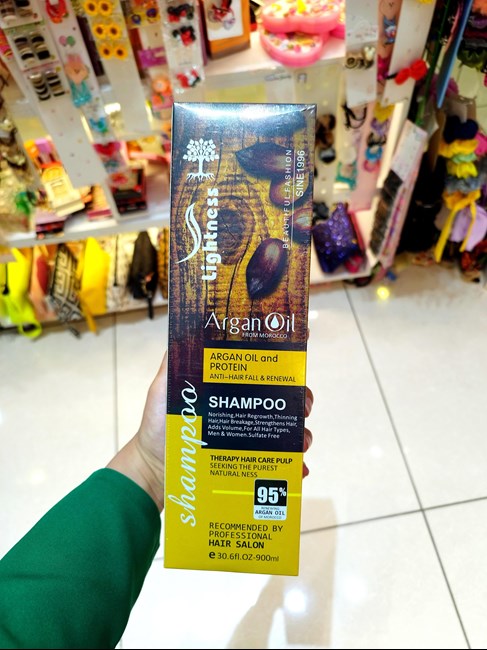 Lightness
BEAUTIFUL FASHION
SINE1996
Argan Oil
FROM MOROCCO
ARGAN OIL and
PROTEIN
ANTI-HAIR FALL & RENEWAL
shampoo
SHAMPOO
Norishing,Hair Regrowth,Thinning
Hair,Hair Breakage,Strengthens Hair,
Adds Volume,For All Hair Types,
Men & Women.Sulfate Free
THERAPY HAIR CARE PULP
SEEKING THE PUREST
NATURAL NESS
95%
ARGAN OIL
OF MOROCCO
RECOMMENDED BY
PROFESSIONAL
HAIR SALON
e 30.6fl.OZ-900ml